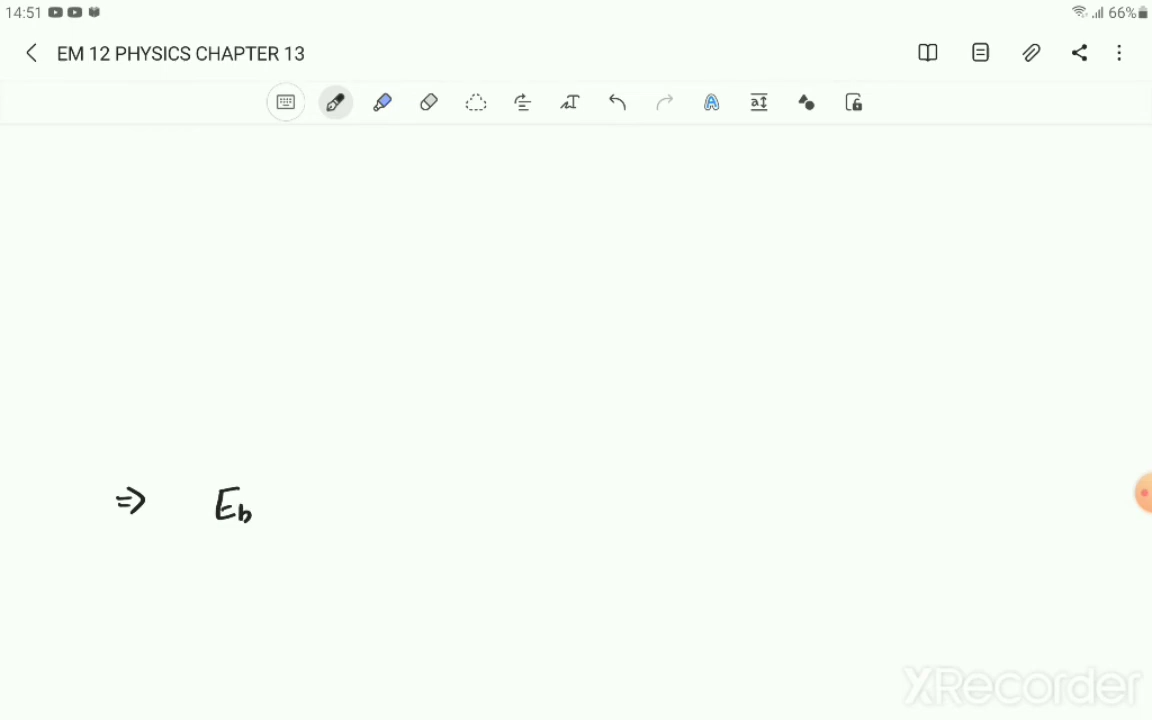 14:51 66%
EM 12 PHYSICS CHAPTER 13
A a
⇒ Eb
XRecorder